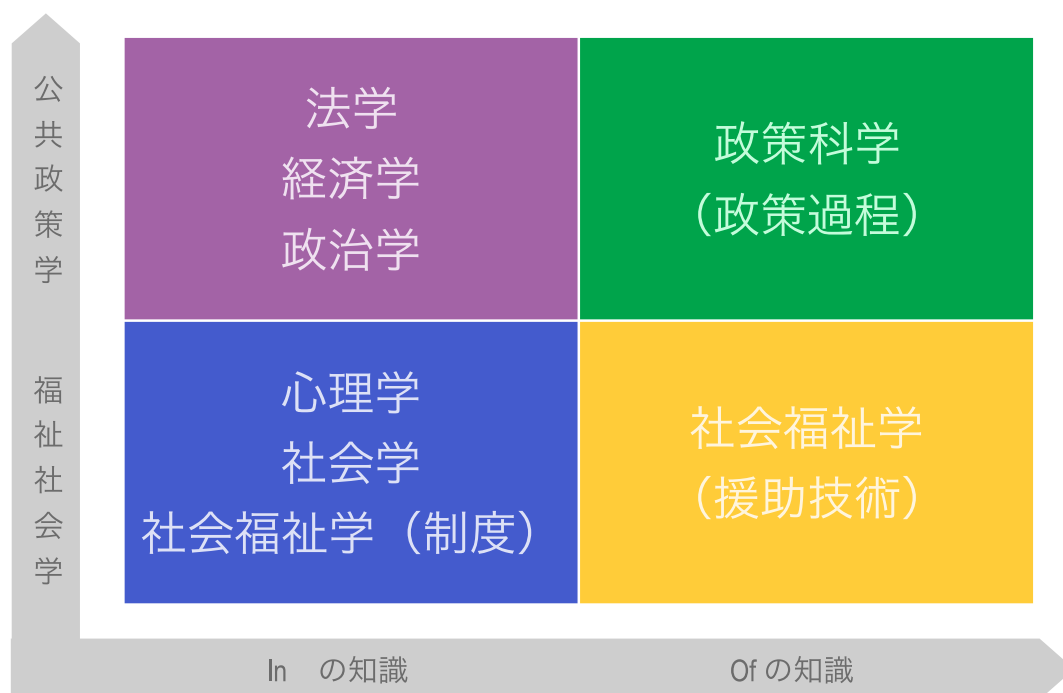 公共政策学
法学
経済学
政治学
政策科学
（政策過程）
福祉社会学
心理学
社会学
社会福祉学（制度）
社会福祉学
（援助技術）
In　の知識
Of の知識